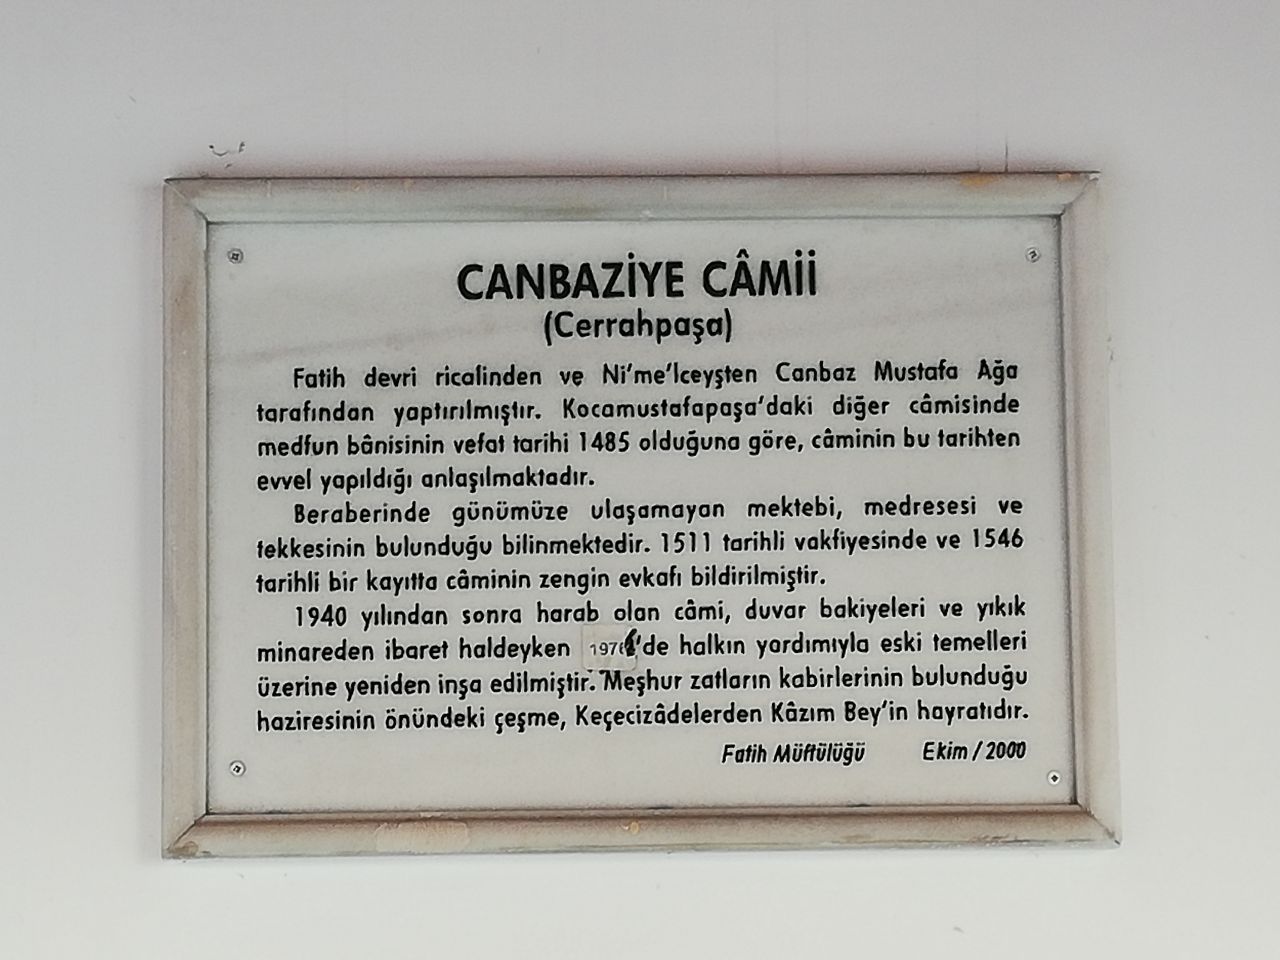 CANBAZİYE CÂMİİ
(Cerrahpaşa)
Fatih devri ricalinden ve Ni'me'lceyşten Canbaz Mustafa Ağa
tarafından yaptırılmıştır. Kocamustafapaşa'daki diğer câmisinde
medfun bânisinin vefat tarihi 1485 olduğuna göre, câminin bu tarihten
evvel yapıldığı anlaşılmaktadır.
Beraberinde günümüze ulaşamayan mektebi, medresesi ve
tekkesinin bulunduğu bilinmektedir. 1511 tarihli vakfiyesinde ve 1546
tarihli bir kayıtta câminin zengin evkafı bildirilmiştir.
1940 yılından sonra harab olan câmi, duvar bakiyeleri ve yıkık
minareden ibaret haldeyken 'de halkın yardımıyla eski temelleri
üzerine yeniden inşa edilmiştir. Meşhur zatların kabirlerinin bulunduğu
haziresinin önündeki çeşme, Keçecizâdelerden Kâzım Bey'in hayratıdır.
Fatih Müftülüğü Ekim / 2000